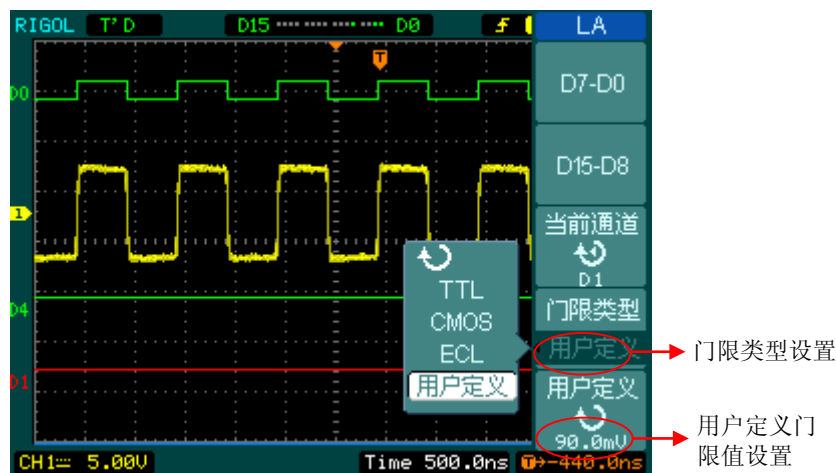 RIGOL T'D D15 D0 LA
D0
D7-D0
D15-D8
1
当前通道
D1
TTL
CMOS
ECL
用户定义
D4
门限类型
用户定义
门限类型设置
D1
用户定义
90.0mV
用户定义门
限值设置
CH1 5.00V Time 500.0ns T→-440.0ns